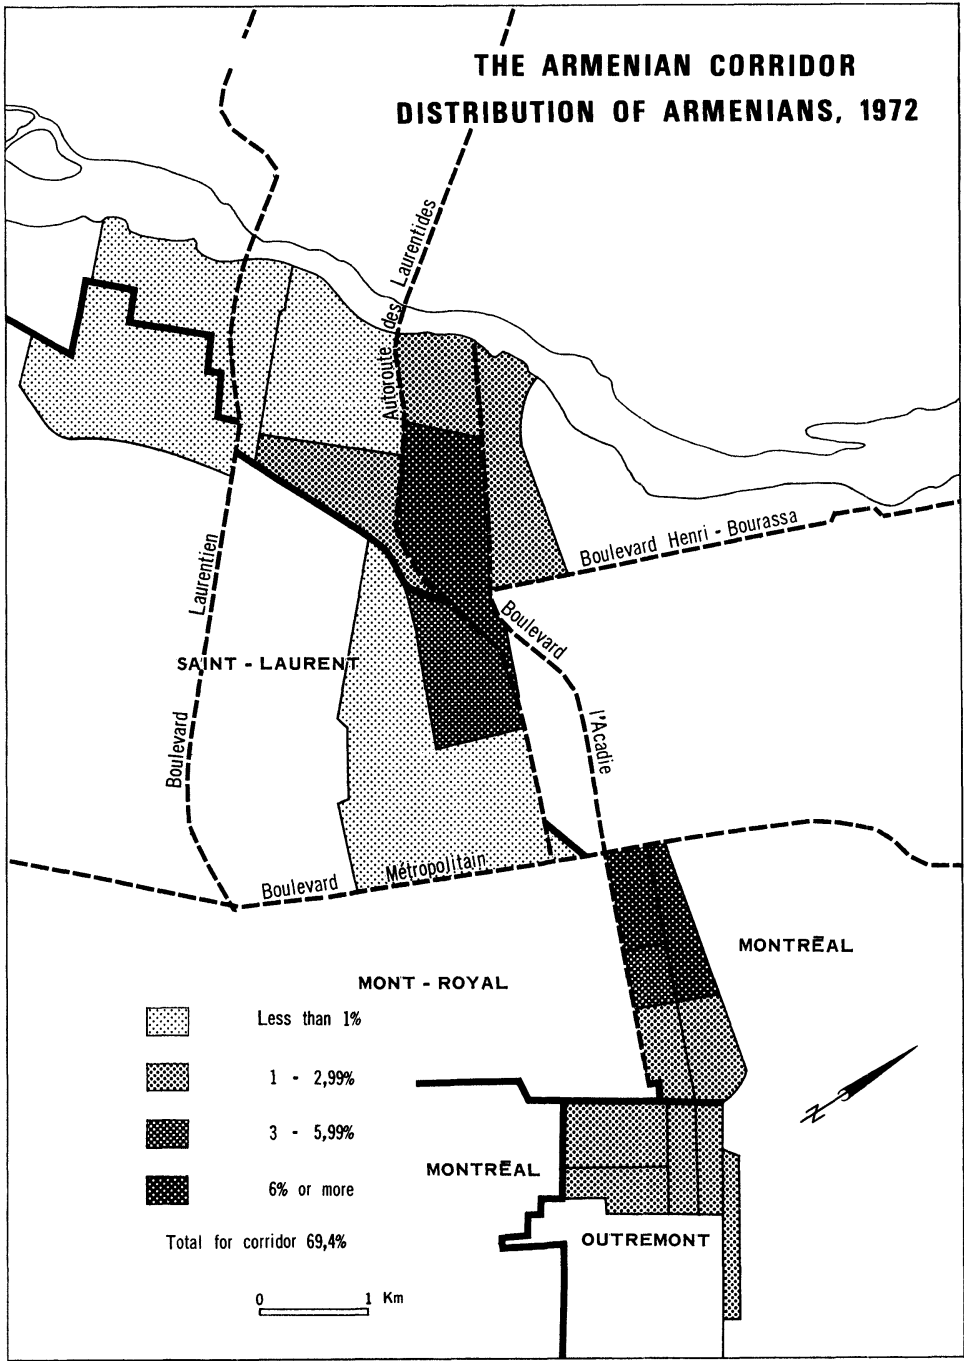 THE ARMENIAN CORRIDOR
DISTRIBUTION OF ARMENIANS, 1972
Autoroute des Laurentides
Boulevard Henri - Bourassa
Boulevard Laurentien
SAINT - LAURENT
Boulevard l'Acadie
Boulevard Métropolitain
MONTRĒAL
MONT - ROYAL
Less than 1%
1 - 2,99%
3 - 5,99%
6% or more
Total for corridor 69,4%
0 1 Km
N
MONTRĒAL
OUTREMONT